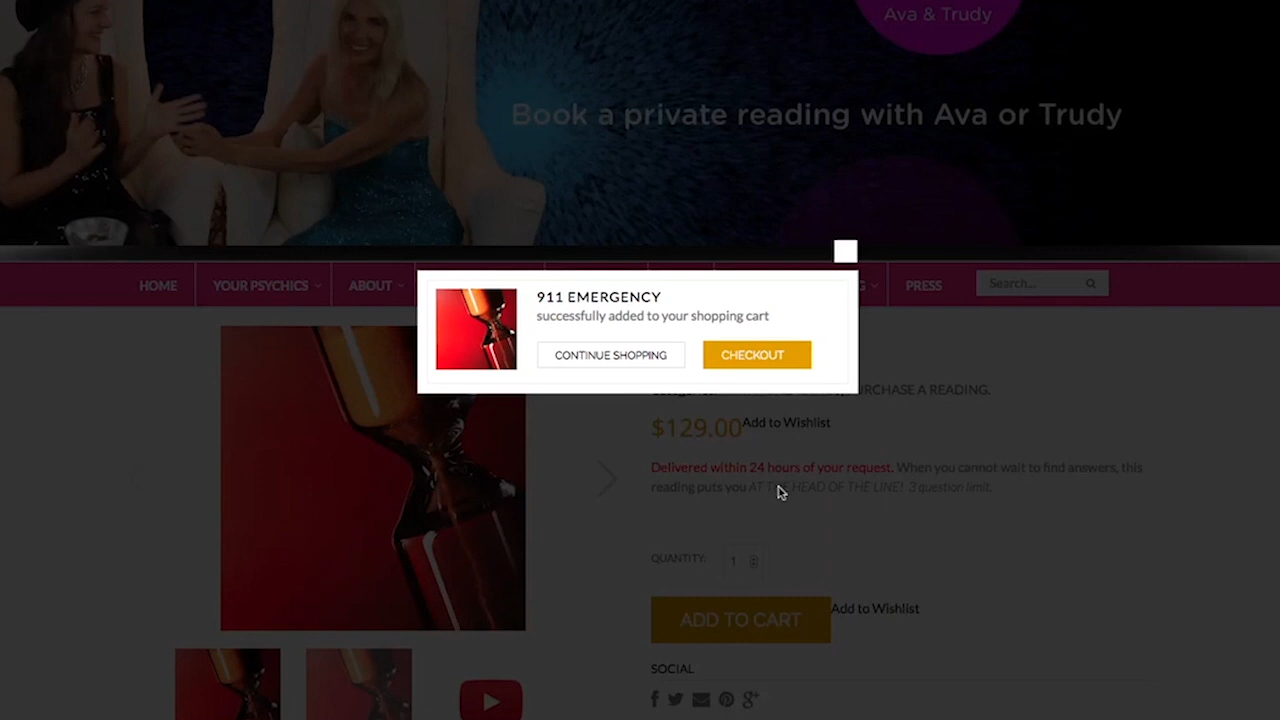 Ava & Trudy
Book a private reading with Ava or Trudy
HOME
YOUR PSYCHICS
ABOUT
PRESS
Search...
911 EMERGENCY
successfully added to your shopping cart
CONTINUE SHOPPING
CHECKOUT
PURCHASE A READING.
$129.00
Add to Wishlist
Delivered within 24 hours of your request. When you cannot wait to find answers, this
reading puts you AT THE HEAD OF THE LINE! 3 question limit.
QUANTITY:
1
ADD TO CART
Add to Wishlist
SOCIAL